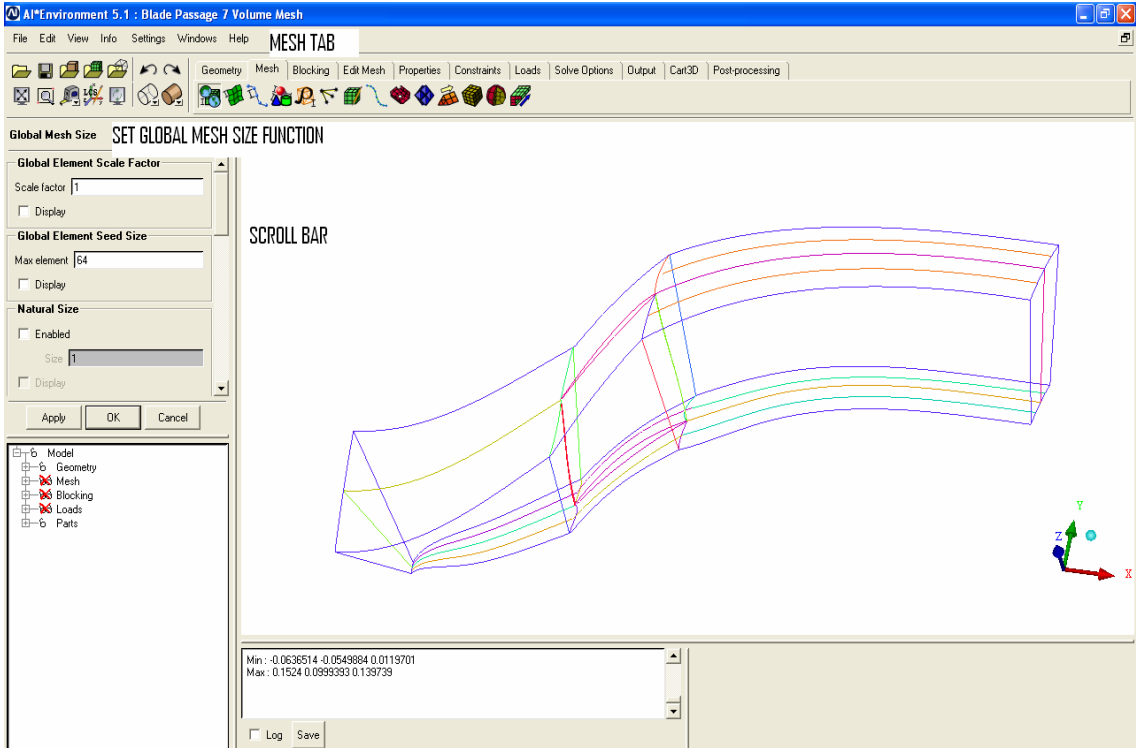 AI*Environment 5.1 : Blade Passage 7 Volume Mesh
File Edit View Info Settings Windows Help
MESH TAB
Geometry Mesh Blocking Edit Mesh Properties Constraints Loads Solve Options Output Cart3D Post-processing
LCS
Global Mesh Size
SET GLOBAL MESH SIZE FUNCTION
Global Element Scale Factor
Scale factor 1
Display
Global Element Seed Size
Max element 64
Display
Natural Size
Enabled
Size 1
Display
Apply OK Cancel
SCROLL BAR
Model
Geometry
Mesh
Blocking
Loads
Parts
Y
Z
X
Min : -0.0636514 -0.0549884 0.0119701
Max : 0.1524 0.0999393 0.139739
Log Save